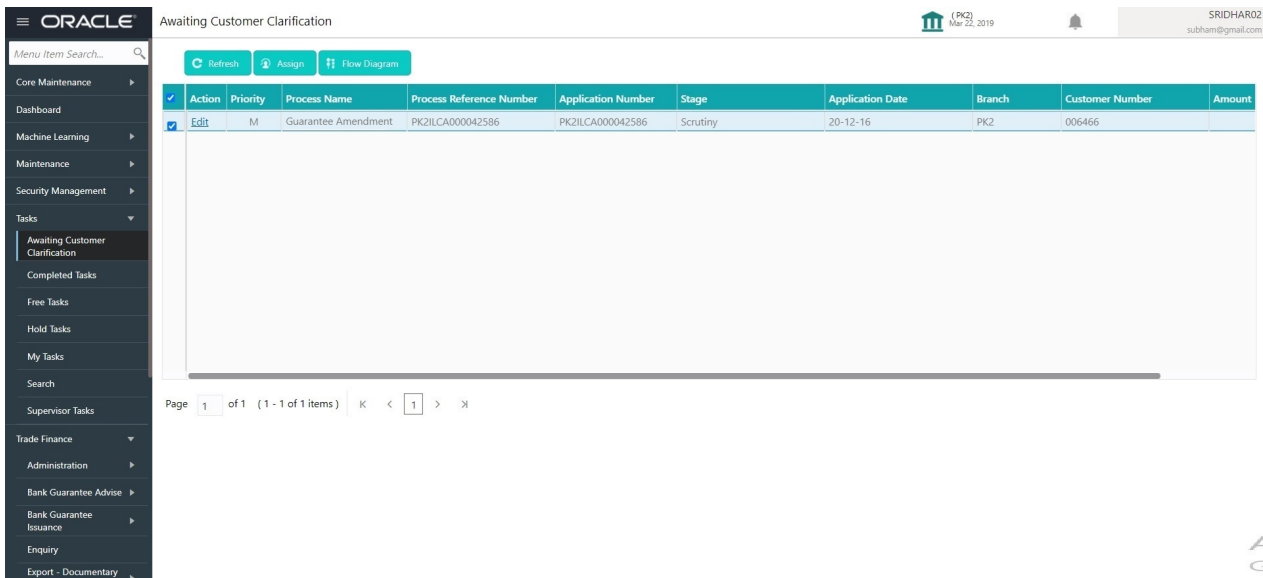 ORACLE
Awaiting Customer Clarification
(PK2)
Mar 22, 2019
SRIDHAR02
subham@gmail.com
Menu Item Search...
Core Maintenance
Dashboard
Machine Learning
Maintenance
Security Management
Tasks
Awaiting Customer
Clarification
Completed Tasks
Free Tasks
Hold Tasks
My Tasks
Search
Supervisor Tasks
Trade Finance
Administration
Bank Guarantee Advise
Bank Guarantee
Issuance
Enquiry
Export - Documentary
Refresh Assign Flow Diagram
Action Priority Process Name Process Reference Number Application Number Stage Application Date Branch Customer Number Amount
Edit M Guarantee Amendment PK2ILCA000042586 PK2ILCA000042586 Scrutiny 20-12-16 PK2 006466
Page 1 of 1 (1 - 1 of 1 items) 1